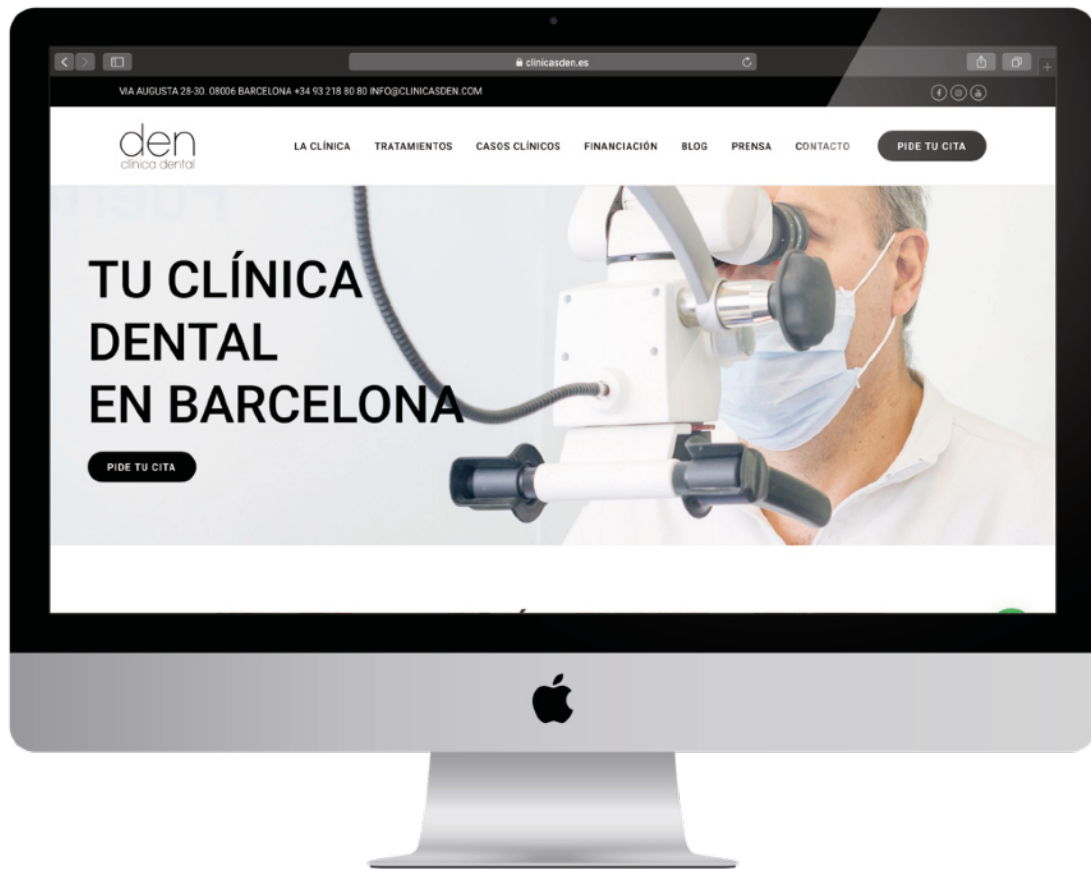 clinicasden.es
VIA AUGUSTA 28-30. 08006 BARCELONA +34 93 218 80 80 INFO@CLINICASDEN.COM
den
clínica dental
LA CLÍNICA TRATAMIENTOS CASOS CLÍNICOS FINANCIACIÓN BLOG PRENSA CONTACTO PIDE TU CITA
TU CLÍNICA
DENTAL
EN BARCELONA
PIDE TU CITA